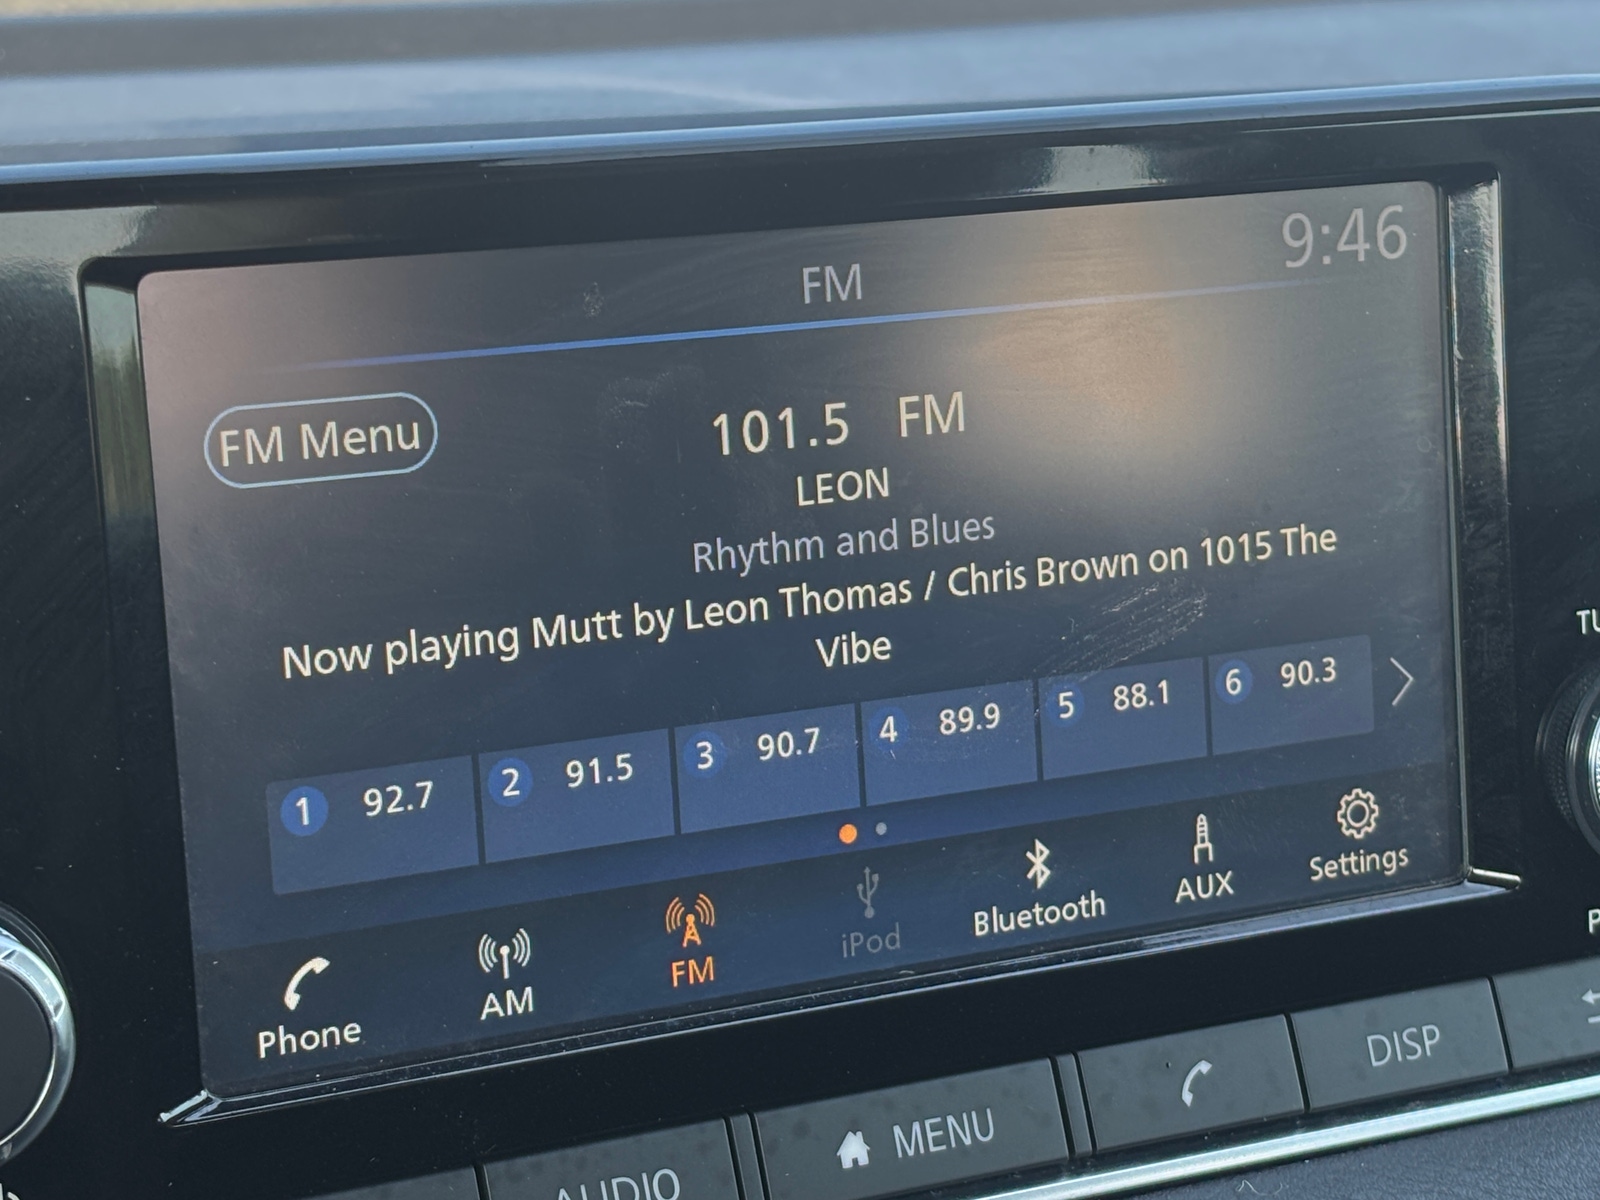 9:46
FM
FM Menu
101.5 FM
LEON
Rhythm and Blues
Now playing Mutt by Leon Thomas / Chris Brown on 1015 The
Vibe
1 92.7 2 91.5 3 90.7 4 89.9 5 88.1 6 90.3
Phone AM FM iPod Bluetooth AUX Settings
AUDIO MENU DISP